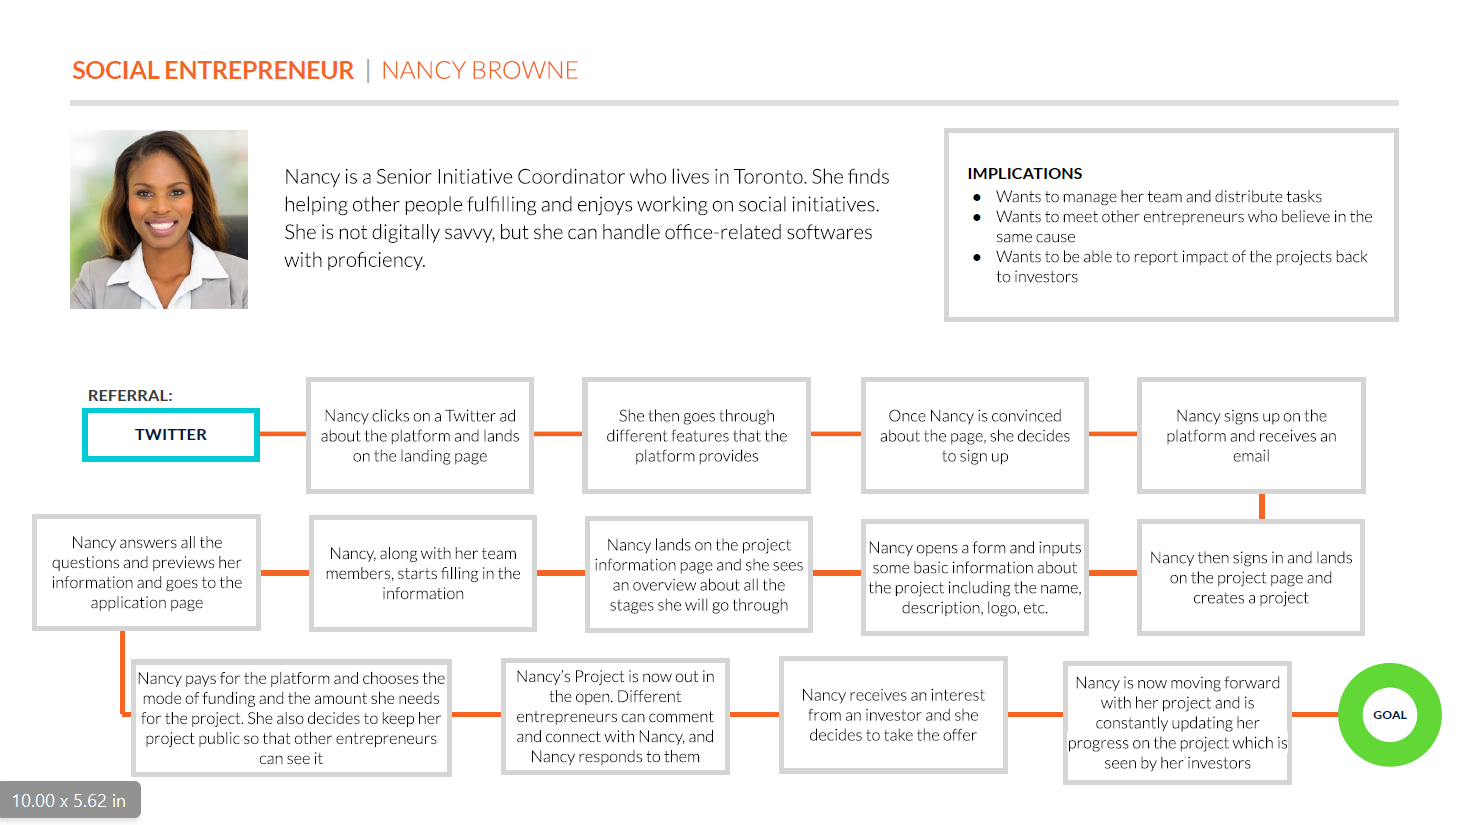 SOCIAL ENTREPRENEUR | NANCY BROWNE
Nancy is a Senior Initiative Coordinator who lives in Toronto. She finds
helping other people fulfilling and enjoys working on social initiatives.
She is not digitally savvy, but she can handle office-related softwares
with proficiency.
IMPLICATIONS
● Wants to manage her team and distribute tasks
● Wants to meet other entrepreneurs who believe in the
same cause
● Wants to be able to report impact of the projects back
to investors
REFERRAL:
TWITTER
Nancy clicks on a Twitter ad
about the platform and lands
on the landing page
She then goes through
different features that the
platform provides
Once Nancy is convinced
about the page, she decides
to sign up
Nancy signs up on the
platform and receives an
email
Nancy then signs in and lands
on the project page and
creates a project
Nancy opens a form and inputs
some basic information about
the project including the name,
description, logo, etc.
Nancy lands on the project
information page and she sees
an overview about all the
stages she will go through
Nancy, along with her team
members, starts filling in the
information
Nancy answers all the
questions and previews her
information and goes to the
application page
Nancy pays for the platform and chooses the
mode of funding and the amount she needs
for the project. She also decides to keep her
project public so that other entrepreneurs
can see it
Nancy's Project is now out in
the open. Different
entrepreneurs can comment
and connect with Nancy, and
Nancy responds to them
Nancy receives an interest
from an investor and she
decides to take the offer
Nancy is now moving forward
with her project and is
constantly updating her
progress on the project which is
seen by her investors
GOAL
10.00 x 5.62 in